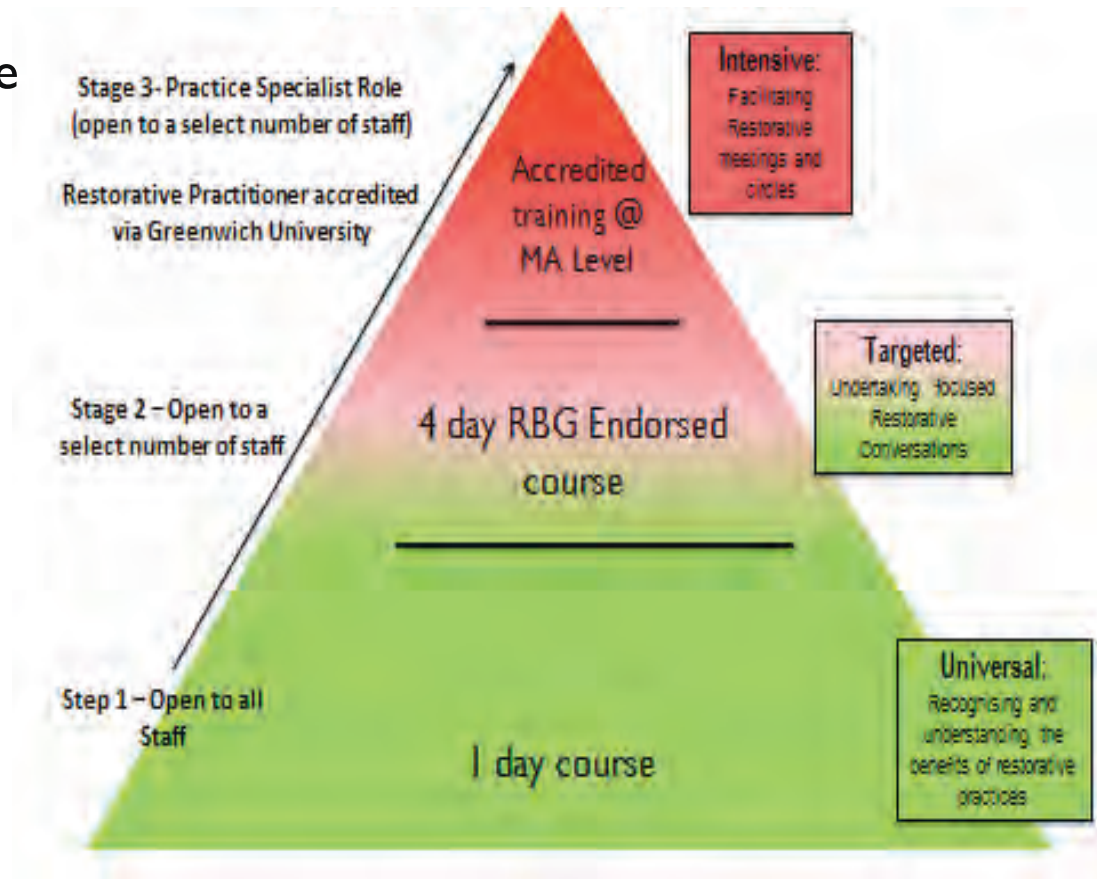 e
Stage 3- Practice Specialist Role
(open to a select number of staff)
Restorative Practitioner accredited
via Greenwich University
Stage 2 – Open to a
select number of staff
Step 1 – Open to all
Staff
Accredited
training @
MA Level
4 day RBG Endorsed
course
1 day course
Intensive:
Facilitating
Restorative
meetings and
circles
Targeted:
Undertaking focused
Restorative
Conversations
Universal:
Recognising and
understanding the
benefits of restorative
practices